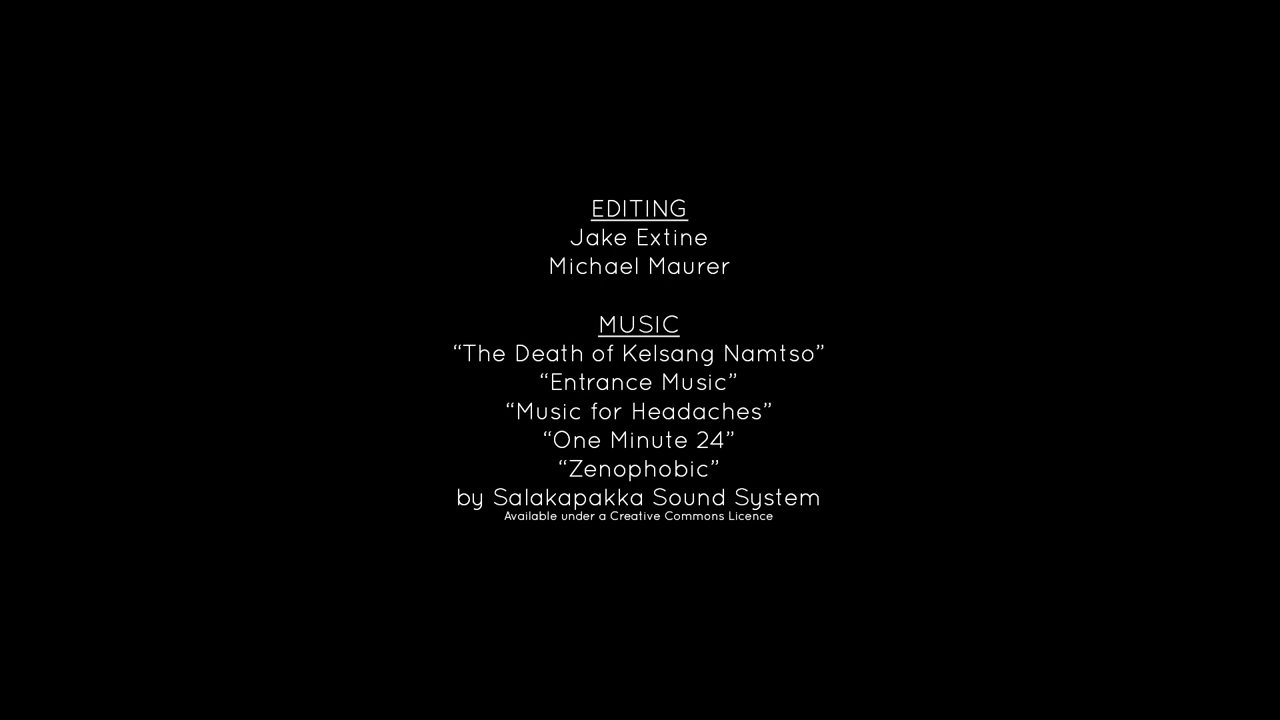 EDITING
Jake Extine
Michael Maurer
MUSIC
“The Death of Kelsang Namtso”
“Entrance Music”
“Music for Headaches”
“One Minute 24”
“Zenophobic”
by Salakapakka Sound System
Available under a Creative Commons Licence